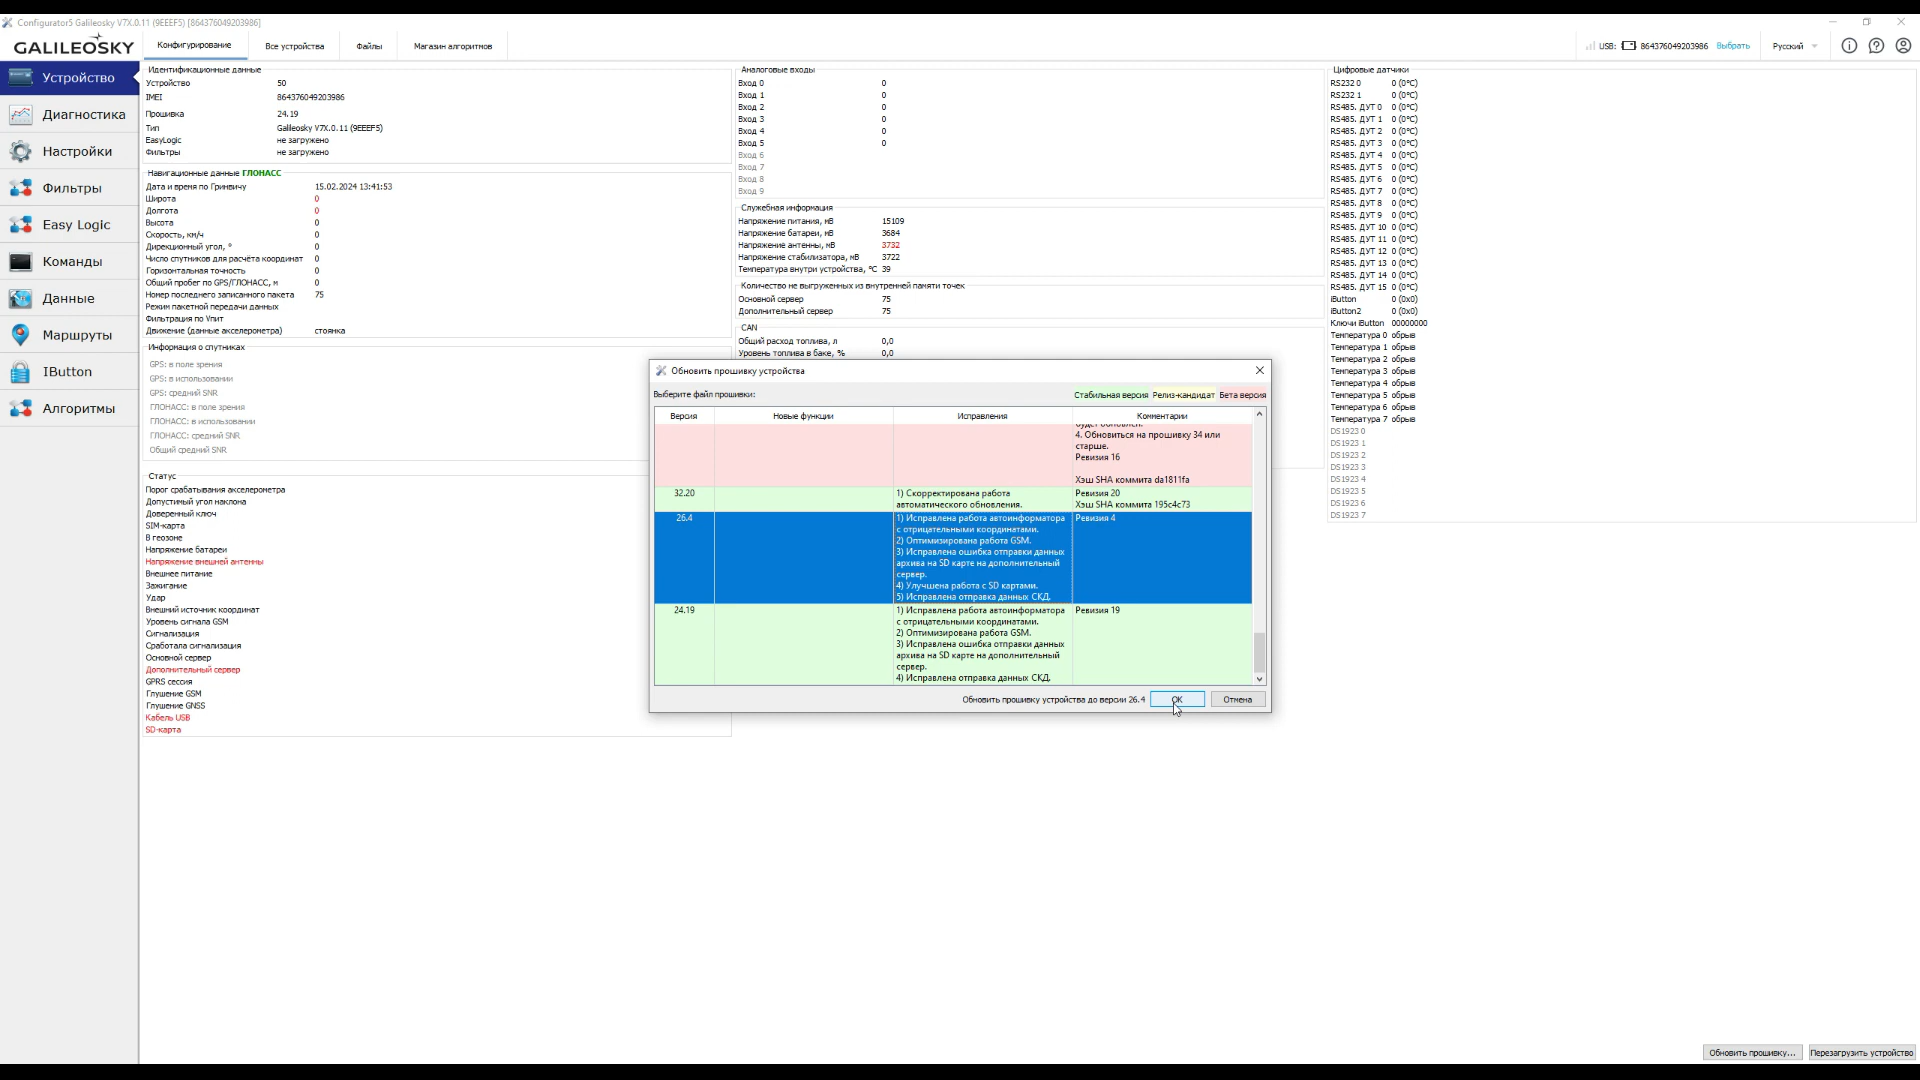 Configurator5 Galileosky V7X.0.11 (9EEEF5) [864376049203986]
GALILEOSKY
Конфигурирование
Все устройства
Файлы
Магазин алгоритмов
USB: 864376049203986 Выбрать
Русский
Устройство
Диагностика
Настройки
Фильтры
Easy Logic
Команды
Данные
Маршруты
IButton
Алгоритмы
Идентификационные данные
Устройство 50
IMEI 864376049203986
Прошивка 24.19
Тип Galileosky V7X.0.11 (9EEEF5)
EasyLogic не загружено
Фильтры не загружено
Навигационные данные ГЛОНАСС
Дата и время по Гринвичу 15.02.2024 13:41:53
Широта 0
Долгота 0
Высота 0
Скорость, км/ч 0
Дирекционный угол, ° 0
Число спутников для расчёта координат 0
Горизонтальная точность 0
Общий пробег по GPS/ГЛОНАСС, м 0
Номер последнего записанного пакета 75
Режим пакетной передачи данных
Фильтрация по Vпит
Движение (данные акселерометра) стоянка
Информация о спутниках
GPS: в поле зрения
GPS: в использовании
GPS: средний SNR
ГЛОНАСС: в поле зрения
ГЛОНАСС: в использовании
ГЛОНАСС: средний SNR
Общий средний SNR
Статус
Порог срабатывания акселерометра
Допустимый угол наклона
Доверенный ключ
SIM-карта
В геозоне
Напряжение батареи
Напряжение внешней антенны
Внешнее питание
Зажигание
Удар
Внешний источник координат
Уровень сигнала GSM
Сигнализация
Сработала сигнализация
Основной сервер
Дополнительный сервер
GPRS сессия
Глушение GSM
Глушение GNSS
Кабель USB
SD-карта
Аналоговые входы
Вход 0 0
Вход 1 0
Вход 2 0
Вход 3 0
Вход 4 0
Вход 5 0
Вход 6
Вход 7
Вход 8
Вход 9
Служебная информация
Напряжение питания, мВ 15109
Напряжение батареи, мВ 3684
Напряжение антенны, мВ 3732
Напряжение стабилизатора, мВ 3722
Температура внутри устройства, °C 39
Количество не выгруженных из внутренней памяти точек
Основной сервер 75
Дополнительный сервер 75
CAN
Общий расход топлива, л 0,0
Уровень топлива в баке, % 0,0
Цифровые датчики
RS232 0 0 (0°C)
RS232 1 0 (0°C)
RS485. ДУТ 0 0 (0°C)
RS485. ДУТ 1 0 (0°C)
RS485. ДУТ 2 0 (0°C)
RS485. ДУТ 3 0 (0°C)
RS485. ДУТ 4 0 (0°C)
RS485. ДУТ 5 0 (0°C)
RS485. ДУТ 6 0 (0°C)
RS485. ДУТ 7 0 (0°C)
RS485. ДУТ 8 0 (0°C)
RS485. ДУТ 9 0 (0°C)
RS485. ДУТ 10 0 (0°C)
RS485. ДУТ 11 0 (0°C)
RS485. ДУТ 12 0 (0°C)
RS485. ДУТ 13 0 (0°C)
RS485. ДУТ 14 0 (0°C)
RS485. ДУТ 15 0 (0°C)
iButton 0 (0x0)
iButton2 0 (0x0)
Ключи iButton 00000000
Температура 0 обрыв
Температура 1 обрыв
Температура 2 обрыв
Температура 3 обрыв
Температура 4 обрыв
Температура 5 обрыв
Температура 6 обрыв
Температура 7 обрыв
DS1923 0
DS1923 1
DS1923 2
DS1923 3
DS1923 4
DS1923 5
DS1923 6
DS1923 7
Обновить прошивку устройства
Выберите файл прошивки:
Стабильная версия Релиз-кандидат Бета версия
Версия Новые функции Исправления Комментарии
4. Обновиться на прошивку 34 или
старше.
Ревизия 16
Хэш SHA коммита da1811fa
32.20
1) Скорректирована работа
автоматического обновления.
Ревизия 20
Хэш SHA коммита 195c4c73
26.4
1) Исправлена работа автоинформатора
с отрицательными координатами.
2) Оптимизирована работа GSM.
3) Исправлена ошибка отправки данных
архива на SD карте на дополнительный
сервер.
4) Улучшена работа с SD картами.
5) Исправлена отправка данных СКД,
Ревизия 4
24.19
1) Исправлена работа автоинформатора
с отрицательными координатами.
2) Оптимизирована работа GSM.
3) Исправлена ошибка отправки данных
архива на SD карте на дополнительный
сервер.
4) Исправлена отправка данных СКД,
Ревизия 19
Обновить прошивку устройства до версии 26.4
OK
Отмена
Обновить прошивку...
Перезагрузить устройство